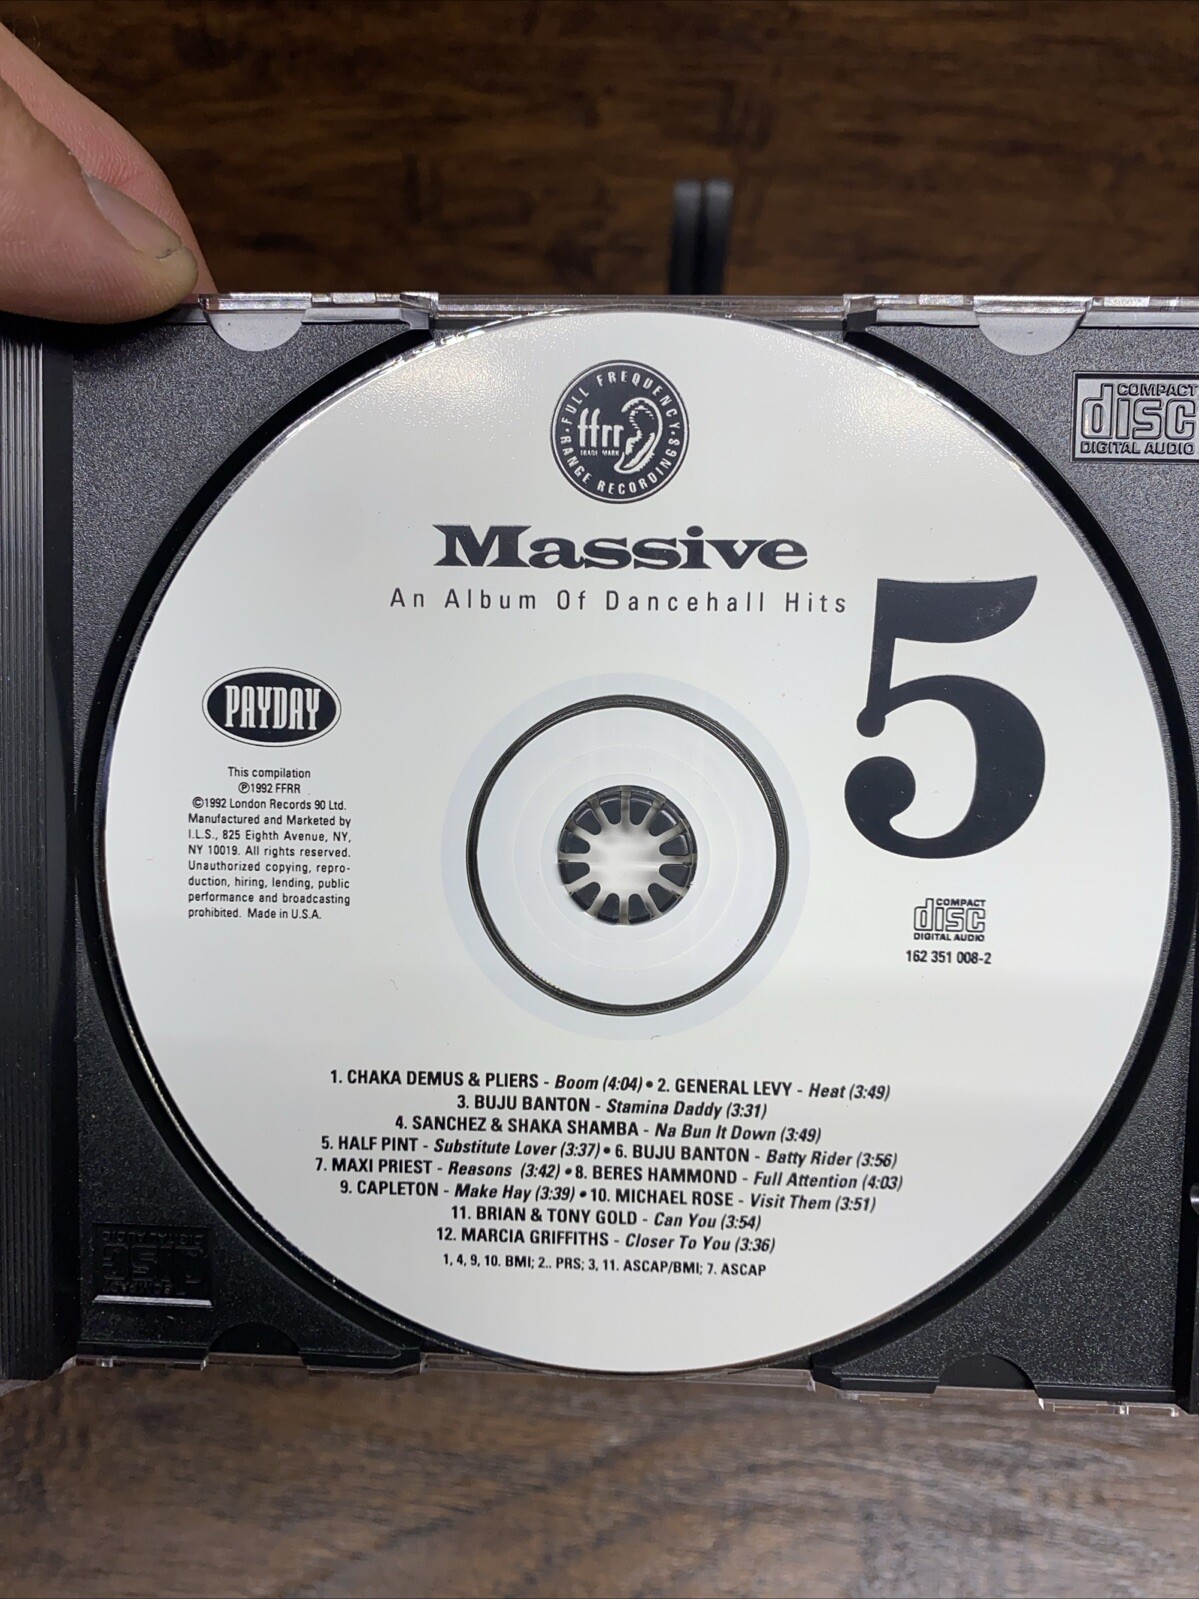 FULL FREQUENCY
ffrr
TRADE MARK
RANGE RECORDINGS
COMPACT
disc
DIGITAL AUDIO
Massive
An Album Of Dancehall Hits
5
PAYDAY
This compilation
Ⓟ1992 FFRR
©1992 London Records 90 Ltd.
Manufactured and Marketed by
I.L.S., 825 Eighth Avenue, NY,
NY 10019. All rights reserved.
Unauthorized copying, repro-
duction, hiring, lending, public
performance and broadcasting
prohibited. Made in U.S.A.
COMPACT
disc
DIGITAL AUDIO
162 351 008-2
1. CHAKA DEMUS & PLIERS - Boom (4:04) • 2. GENERAL LEVY - Heat (3:49)
3. BUJU BANTON - Stamina Daddy (3:31)
4. SANCHEZ & SHAKA SHAMBA - Na Bun It Down (3:49)
5. HALF PINT - Substitute Lover (3:37) • 6. BUJU BANTON - Batty Rider (3:56)
7. MAXI PRIEST - Reasons (3:42) • 8. BERES HAMMOND - Full Attention (4:03)
9. CAPLETON - Make Hay (3:39) • 10. MICHAEL ROSE - Visit Them (3:51)
11. BRIAN & TONY GOLD - Can You (3:54)
12. MARCIA GRIFFITHS - Closer To You (3:36)
1, 4, 9, 10. BMI; 2.. PRS; 3, 11. ASCAP/BMI; 7. ASCAP
COMPACT
disc
DIGITAL AUDIO